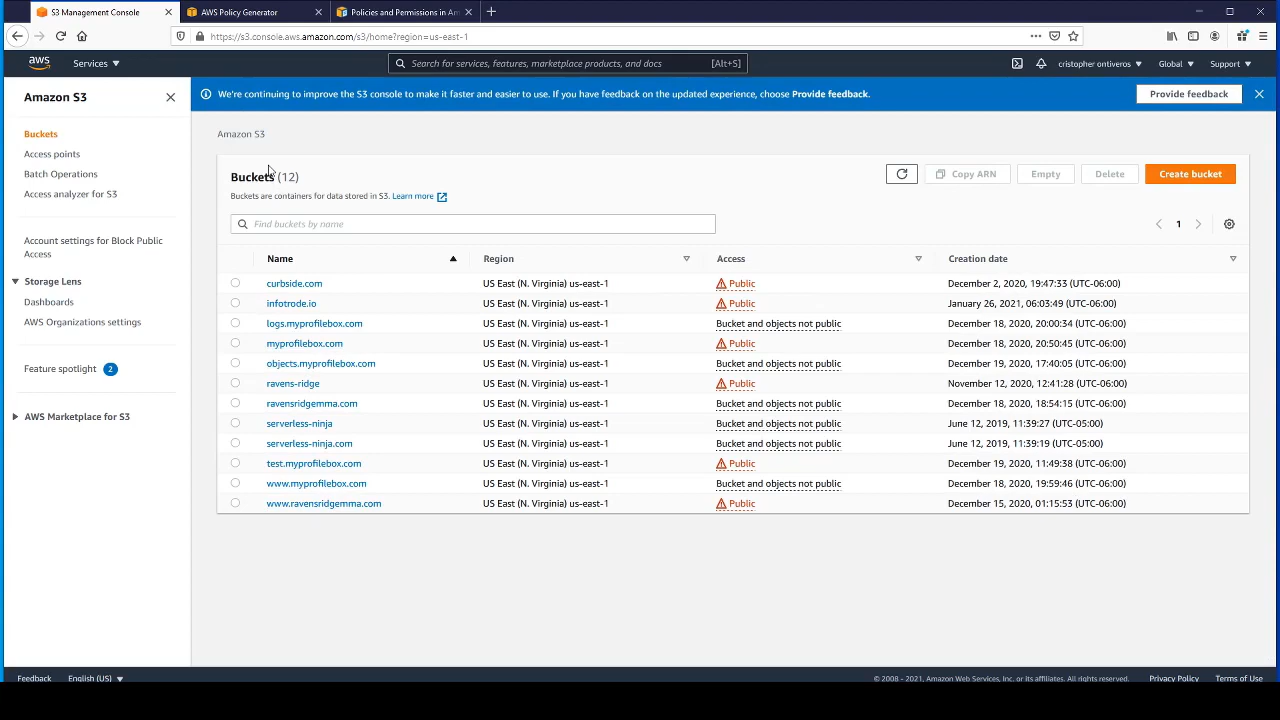 S3 Management Console
AWS Policy Generator
Policies and Permissions in Am
https://s3.console.aws.amazon.com/s3/home?region=us-east-1
aws
Services
Search for services, features, marketplace products, and docs
[Alt+S]
cristopher ontiveros
Global
Support
Amazon S3
Buckets
Access points
Batch Operations
Access analyzer for S3
Account settings for Block Public
Access
Storage Lens
Dashboards
AWS Organizations settings
Feature spotlight 2
AWS Marketplace for S3
We're continuing to improve the S3 console to make it faster and easier to use. If you have feedback on the updated experience, choose Provide feedback.
Provide feedback
Amazon S3
Buckets (12)
Buckets are containers for data stored in S3. Learn more
Copy ARN
Empty
Delete
Create bucket
Find buckets by name
1
Name Region Access Creation date
curbside.com US East (N. Virginia) us-east-1 Public December 2, 2020, 19:47:33 (UTC-06:00)
infotrode.io US East (N. Virginia) us-east-1 Public January 26, 2021, 06:03:49 (UTC-06:00)
logs.myprofilebox.com US East (N. Virginia) us-east-1 Bucket and objects not public December 18, 2020, 20:00:34 (UTC-06:00)
myprofilebox.com US East (N. Virginia) us-east-1 Public December 18, 2020, 20:50:45 (UTC-06:00)
objects.myprofilebox.com US East (N. Virginia) us-east-1 Bucket and objects not public December 19, 2020, 17:40:05 (UTC-06:00)
ravens-ridge US East (N. Virginia) us-east-1 Public November 12, 2020, 12:41:28 (UTC-06:00)
ravensridgemma.com US East (N. Virginia) us-east-1 Bucket and objects not public December 18, 2020, 18:54:15 (UTC-06:00)
serverless-ninja US East (N. Virginia) us-east-1 Bucket and objects not public June 12, 2019, 11:39:27 (UTC-05:00)
serverless-ninja.com US East (N. Virginia) us-east-1 Bucket and objects not public June 12, 2019, 11:39:19 (UTC-05:00)
test.myprofilebox.com US East (N. Virginia) us-east-1 Public December 19, 2020, 11:49:38 (UTC-06:00)
www.myprofilebox.com US East (N. Virginia) us-east-1 Bucket and objects not public December 18, 2020, 19:59:46 (UTC-06:00)
www.ravensridgemma.com US East (N. Virginia) us-east-1 Public December 15, 2020, 01:15:53 (UTC-06:00)
Feedback
English (US)
© 2008 - 2021, Amazon Web Services, Inc. or its affiliates. All rights reserved.
Privacy Policy
Terms of Use